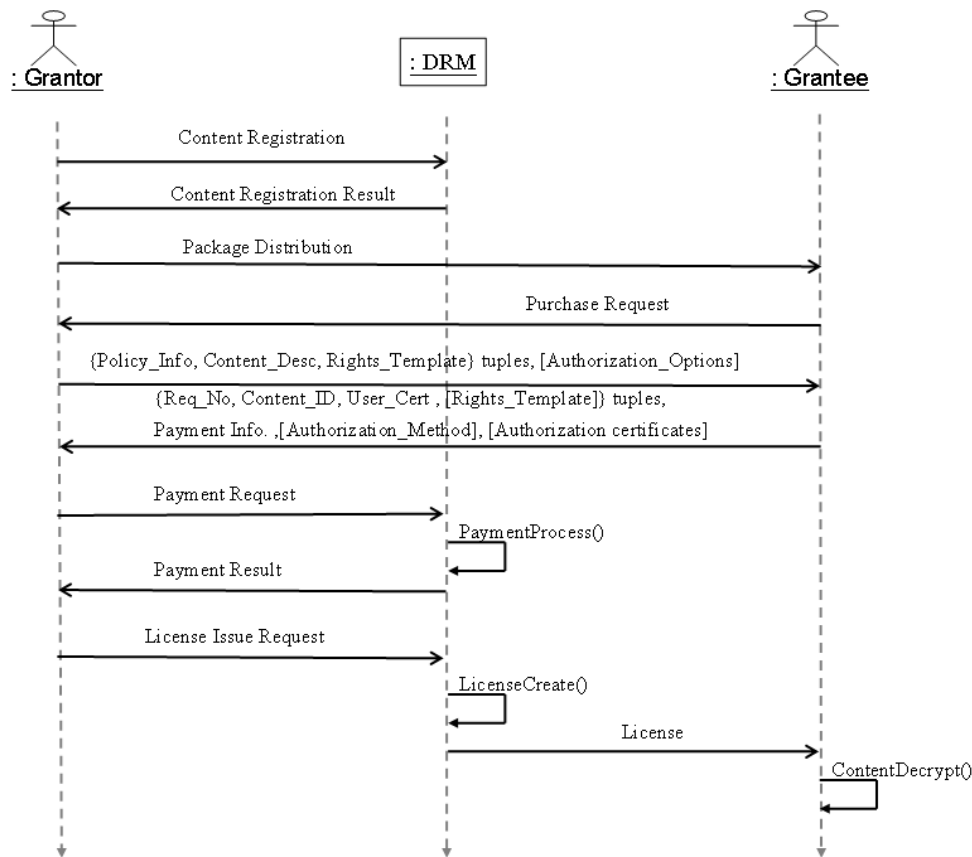 : Grantor
: DRM
: Grantee
Content Registration
Content Registration Result
Package Distribution
Purchase Request
{Policy_Info, Content_Desc, Rights_Template} tuples, [Authorization_Options]
{Req_No, Content_ID, User_Cert , [Rights_Template]} tuples,
Payment Info. ,[Authorization_Method], [Authorization certificates]
Payment Request
PaymentProcess()
Payment Result
License Issue Request
LicenseCreate()
License
ContentDecrypt()